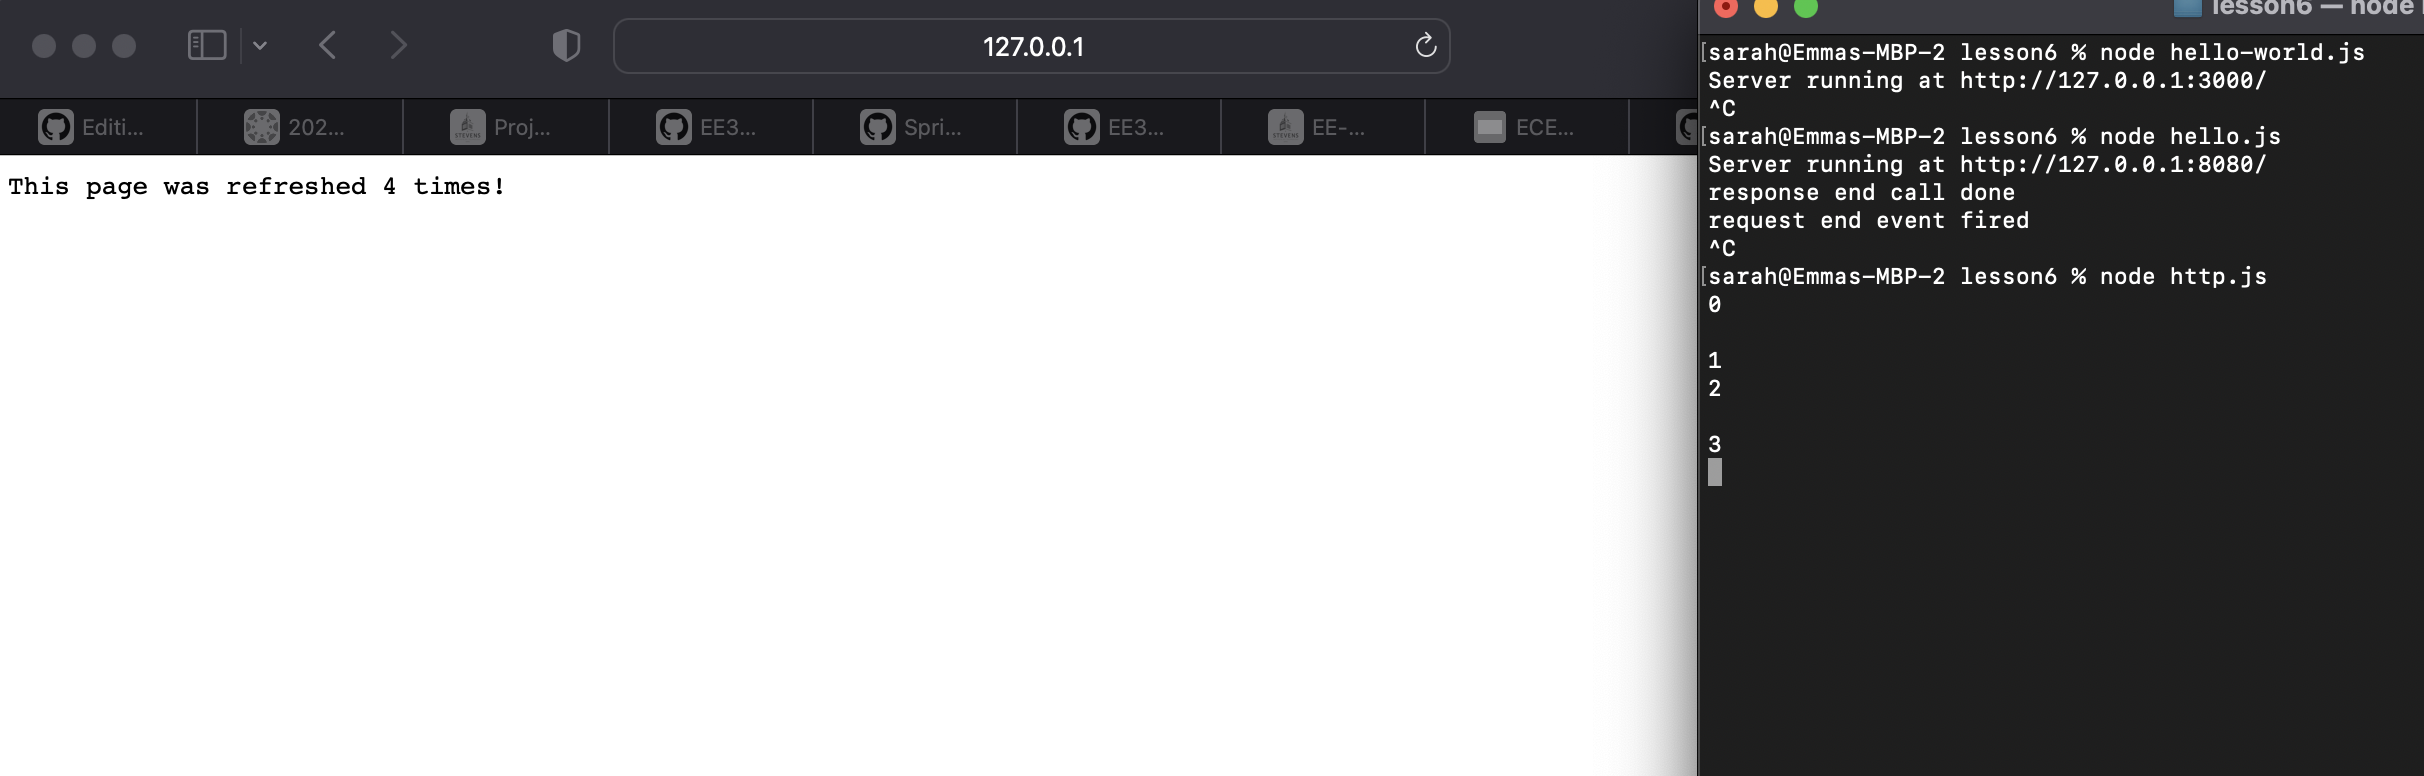 127.0.0.1
Editi...
202...
Proj...
EE3...
Spri...
EE3...
EE-...
ECE...
This page was refreshed 4 times!
lesson6 — node
[sarah@Emmas-MBP-2 lesson6 % node hello-world.js
Server running at http://127.0.0.1:3000/
^C
[sarah@Emmas-MBP-2 lesson6 % node hello.js
Server running at http://127.0.0.1:8080/
response end call done
request end event fired
^C
[sarah@Emmas-MBP-2 lesson6 % node http.js
0
1
2
3